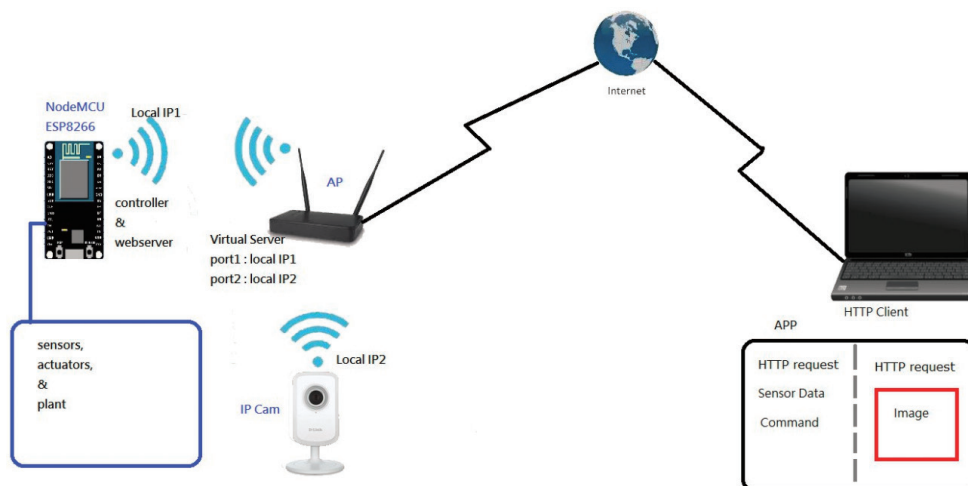 NodeMCU
ESP8266
Local IP1
controller
&
webserver
AP
Virtual Server
port1 : local IP1
port2 : local IP2
sensors,
actuators,
&
plant
Local IP2
IP Cam
Internet
HTTP Client
APP
HTTP request
Sensor Data
Command
HTTP request
Image